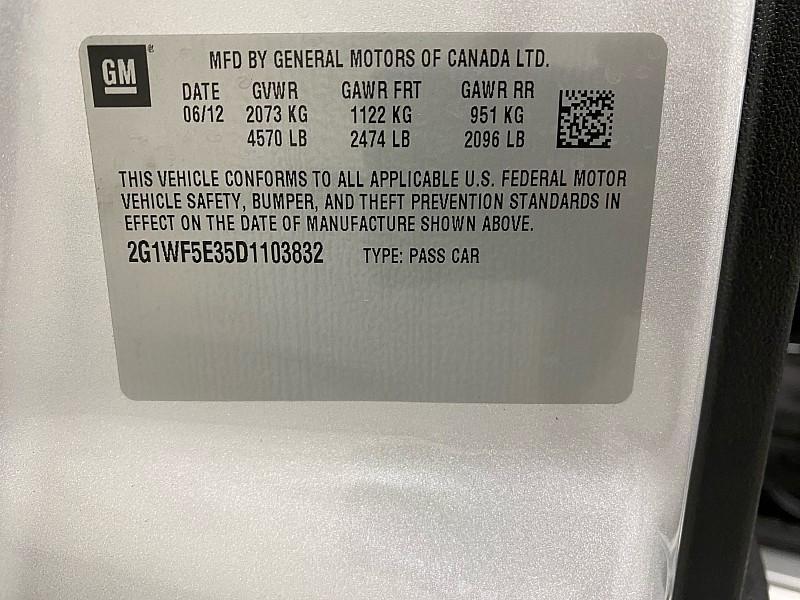 GM
®
MFD BY GENERAL MOTORS OF CANADA LTD.
DATE GVWR GAWR FRT GAWR RR
06/12 2073 KG 1122 KG 951 KG
4570 LB 2474 LB 2096 LB
THIS VEHICLE CONFORMS TO ALL APPLICABLE U.S. FEDERAL MOTOR
VEHICLE SAFETY, BUMPER, AND THEFT PREVENTION STANDARDS IN
EFFECT ON THE DATE OF MANUFACTURE SHOWN ABOVE.
2G1WF5E35D1103832 TYPE: PASS CAR